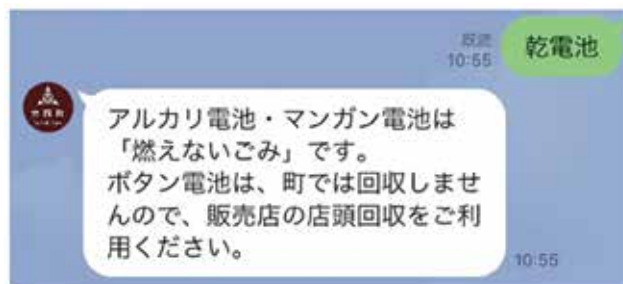 既読
10:55
乾電池
アルカリ電池・マンガン電池は
「燃えないごみ」です。
ボタン電池は、町では回収しませ
んので、販売店の店頭回収をご利
用ください。
10:55